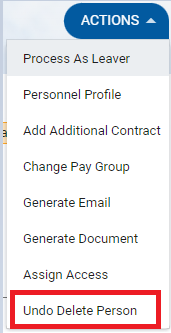 ACTIONS
Process As Leaver
Personnel Profile
Add Additional Contract
Change Pay Group
Generate Email
Generate Document
Assign Access
Undo Delete Person